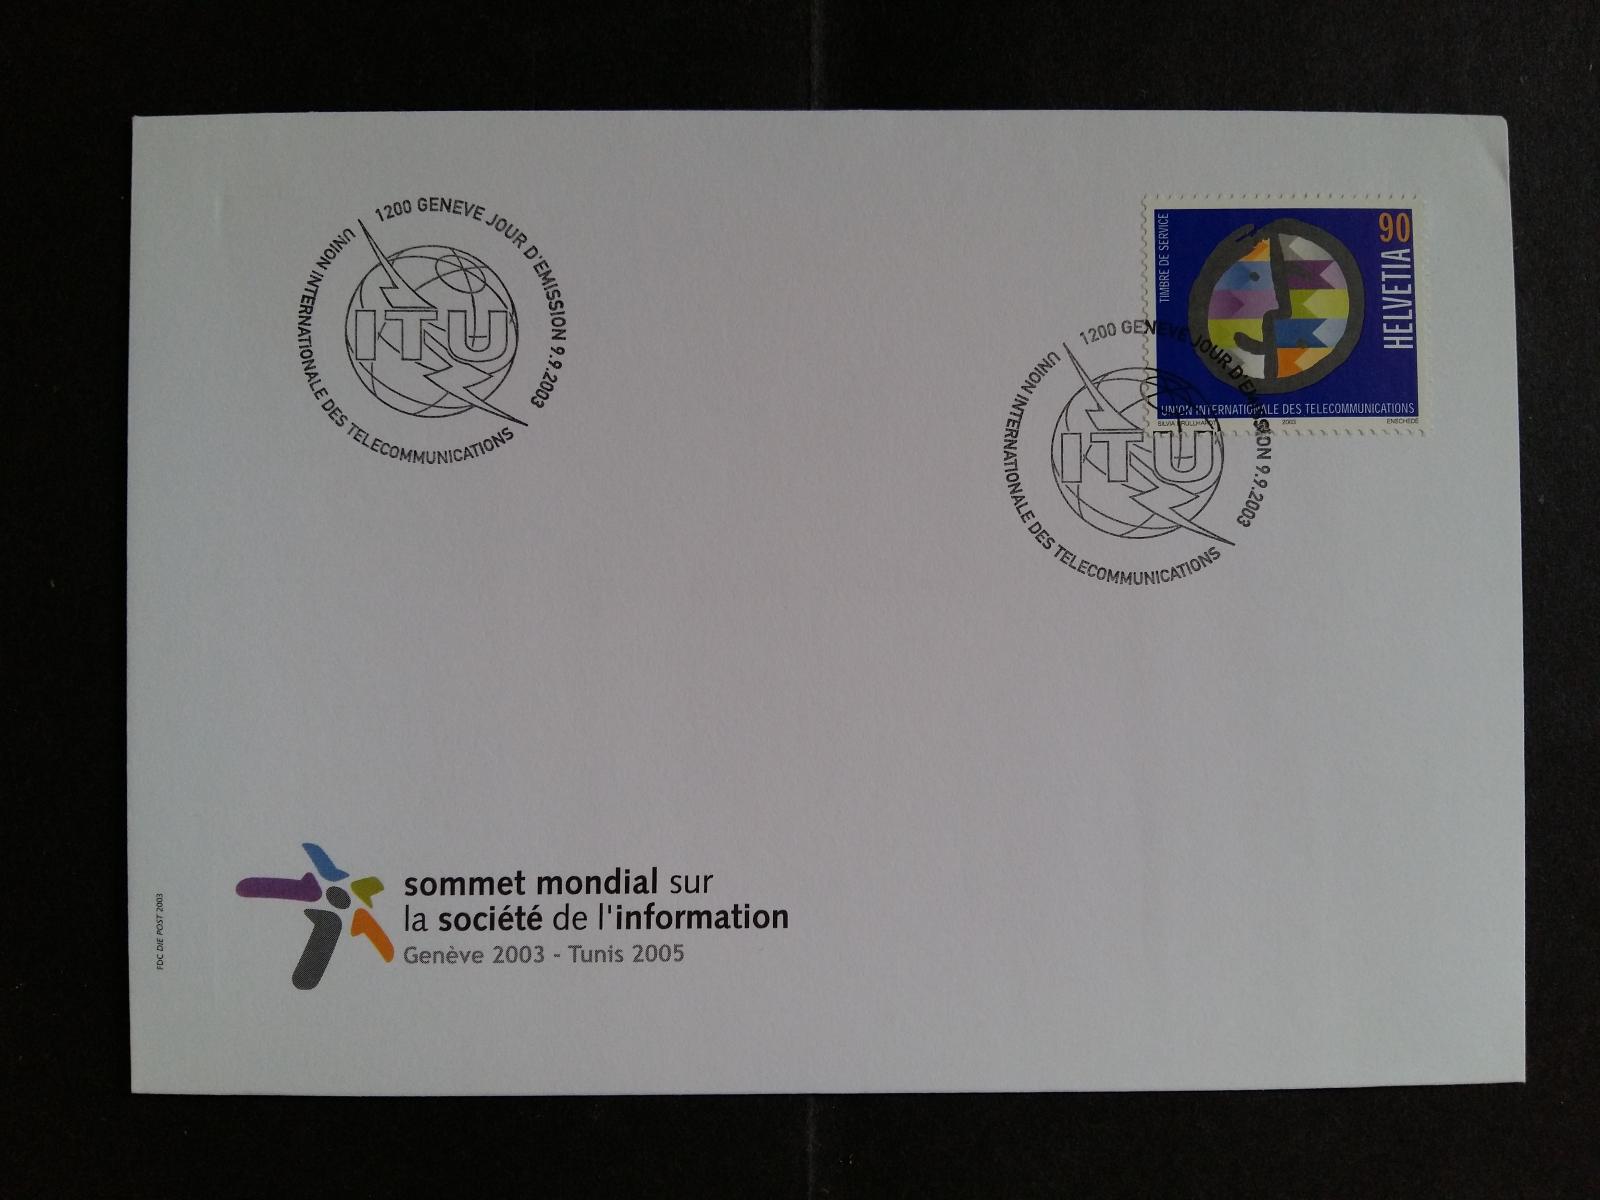 1200 GENEVE JOUR D'EMISSION 9.9.2003
UNION INTERNATIONALE DES TELECOMMUNICATIONS
ITU
TIMBRE DE SERVICE
90
HELVETIA
UNION INTERNATIONALE DES TELECOMMUNICATIONS
SILVIA BRÜLLHARDT 2003 ENSCHEDE
1200 GENEVE JOUR D'EMISSION 9.9.2003
UNION INTERNATIONALE DES TELECOMMUNICATIONS
ITU
sommet mondial sur
la société de l'information
Genève 2003 - Tunis 2005
FDC DIE POST 2003